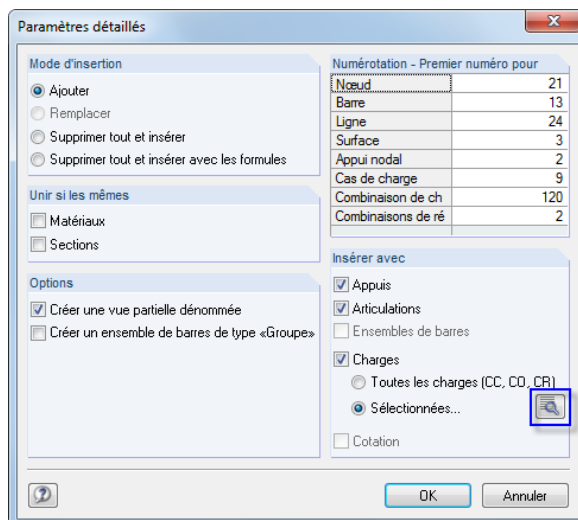 Paramètres détaillés
Mode d'insertion
Ajouter
Remplacer
Supprimer tout et insérer
Supprimer tout et insérer avec les formules
Unir si les mêmes
Matériaux
Sections
Options
Créer une vue partielle dénommée
Créer un ensemble de barres de type «Groupe»
Numérotation - Premier numéro pour
Nœud 21
Barre 13
Ligne 24
Surface 3
Appui nodal 2
Cas de charge 9
Combinaison de ch 120
Combinaisons de ré 2
Insérer avec
Appuis
Articulations
Ensembles de barres
Charges
Toutes les charges (CC, CO, CR)
Sélectionnées...
Cotation
OK Annuler